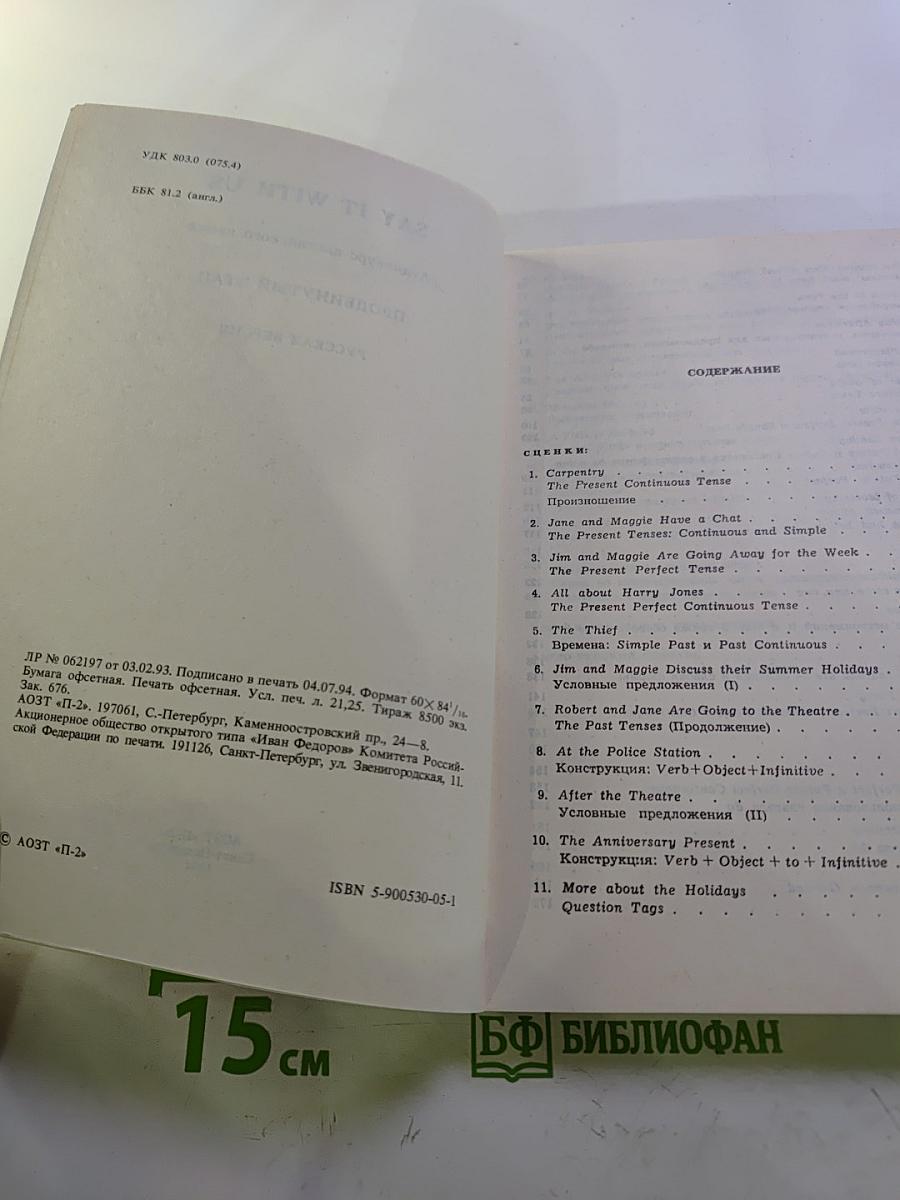 УДК 803.0 (075.4)
ББК 81.2 (англ.)
ЛР № 062197 от 03.02.93. Подписано в печать 04.07.94. Формат 60×84¹/₁₆.
Бумага офсетная. Печать офсетная. Усл. печ. л. 21,25. Тираж 8500 экз.
Зак. 676.
АОЗТ «П-2». 197061, С.-Петербург, Каменноостровский пр., 24—8.
Акционерное общество открытого типа «Иван Федоров» Комитета Россий-
ской Федерации по печати. 191126, Санкт-Петербург, ул. Звенигородская, 11.
© АОЗТ «П-2»
ISBN 5-900530-05-1
СОДЕРЖАНИЕ
СЦЕНКИ:
1. Carpentry . . . . . . . . . .
The Present Continuous Tense . . . . . . .
Произношение . . . . . . . . .
2. Jane and Maggie Have a Chat . . . . . . .
The Present Tenses: Continuous and Simple . . .
3. Jim and Maggie Are Going Away for the Week . .
The Present Perfect Tense . . . . . . . .
4. All about Harry Jones . . . . . . . .
The Present Perfect Continuous Tense . . . . .
5. The Thief . . . . . . . . . . .
Времена: Simple Past и Past Continuous . . . .
6. Jim and Maggie Discuss their Summer Holidays .
Условные предложения (I) . . . . . . .
7. Robert and Jane Are Going to the Theatre . . .
The Past Tenses (Продолжение) . . . . . .
8. At the Police Station . . . . . . . .
Конструкция: Verb+Object+Infinitive . . . .
9. After the Theatre . . . . . . . . .
Условные предложения (II) . . . . . .
10. The Anniversary Present . . . . . . .
Конструкция: Verb + Object + to + Infinitive .
11. More about the Holidays . . . . .
Question Tags . . . . . . . .
15 см
БФ БИБЛИОФАН